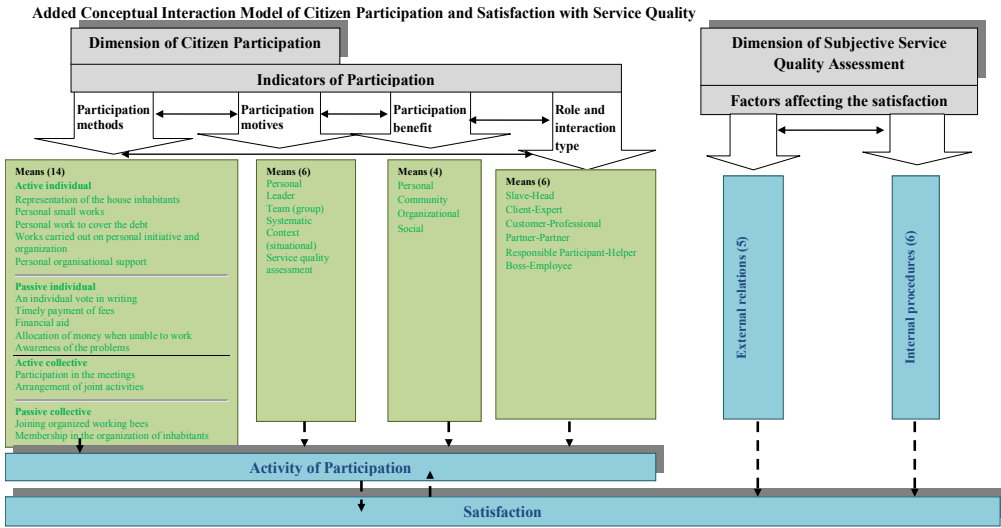 Added Conceptual Interaction Model of Citizen Participation and Satisfaction with Service Quality
Dimension of Citizen Participation
Indicators of Participation
Participation
methods
Participation
motives
Participation
benefit
Role and
interaction
type
Means (14)
Active individual
Representation of the house inhabitants
Personal small works
Personal work to cover the debt
Works carried out on personal initiative and
organization
Personal organisational support
Passive individual
An individual vote in writing
Timely payment of fees
Financial aid
Allocation of money when unable to work
Awareness of the problems
Active collective
Participation in the meetings
Arrangement of joint activities
Passive collective
Joining organized working bees
Membership in the organization of inhabitants
Means (6)
Personal
Leader
Team (group)
Systematic
Context
(situational)
Service quality
assessment
Means (4)
Personal
Community
Organizational
Social
Means (6)
Slave-Head
Client-Expert
Customer-Professional
Partner-Partner
Responsible Participant-Helper
Boss-Employee
Dimension of Subjective Service
Quality Assessment
Factors affecting the satisfaction
External relations (5)
Internal procedures (6)
Activity of Participation
Satisfaction